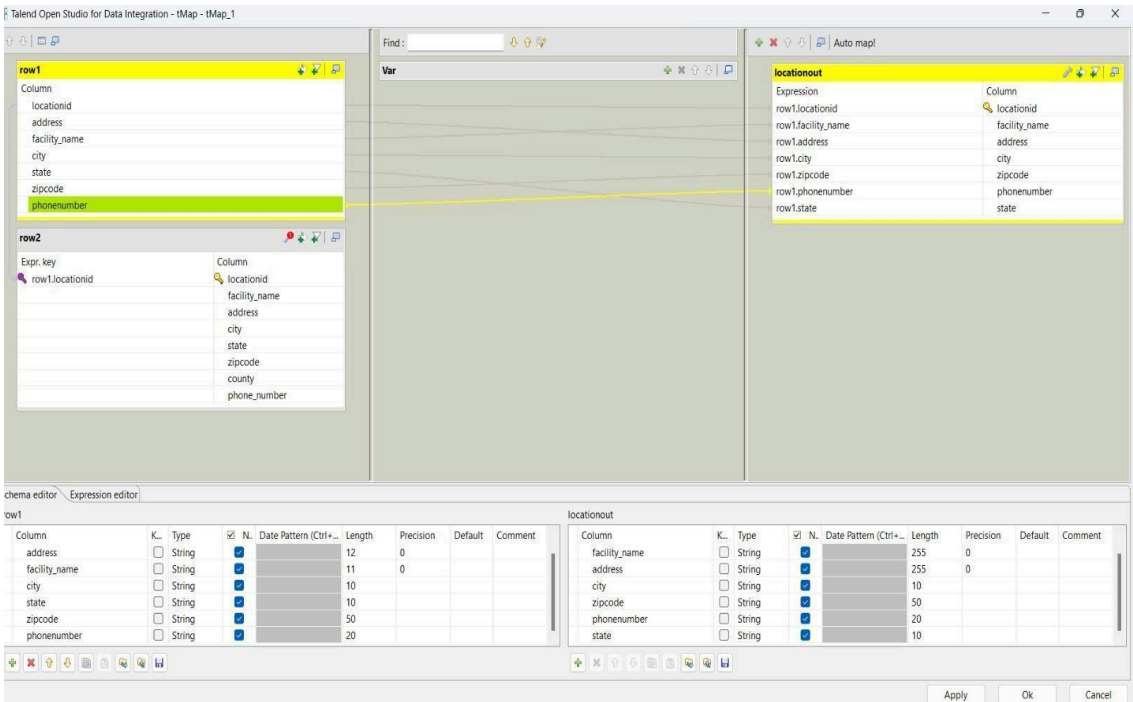 Talend Open Studio for Data Integration - tMap - tMap_1
Find :
Auto map!
row1
Column
locationid
address
facility_name
city
state
zipcode
phonenumber
row2
Expr. key Column
row1.locationid locationid
facility_name
address
city
state
zipcode
county
phone_number
Var
locationout
Expression Column
row1.locationid locationid
row1.facility_name facility_name
row1.address address
row1.city city
row1.zipcode zipcode
row1.phonenumber phonenumber
row1.state state
chema editor Expression editor
row1
Column K... Type N.. Date Pattern (Ctrl+... Length Precision Default Comment
address String 12 0
facility_name String 11 0
city String 10
state String 10
zipcode String 50
phonenumber String 20
locationout
Column K... Type N.. Date Pattern (Ctrl+... Length Precision Default Comment
facility_name String 255 0
address String 255 0
city String 10
zipcode String 50
phonenumber String 20
state String 10
Apply Ok Cancel